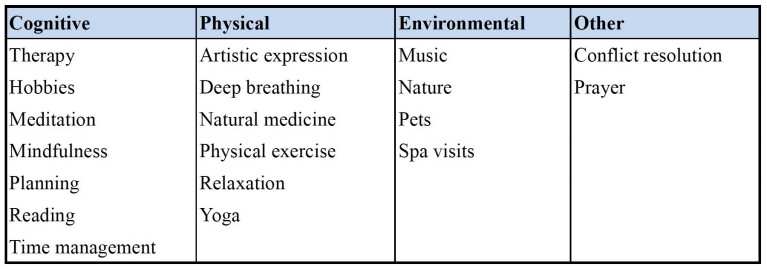 Cognitive Physical Environmental Other
Therapy Artistic expression Music Conflict resolution
Hobbies Deep breathing Nature Prayer
Meditation Natural medicine Pets
Mindfulness Physical exercise Spa visits
Planning Relaxation
Reading Yoga
Time management